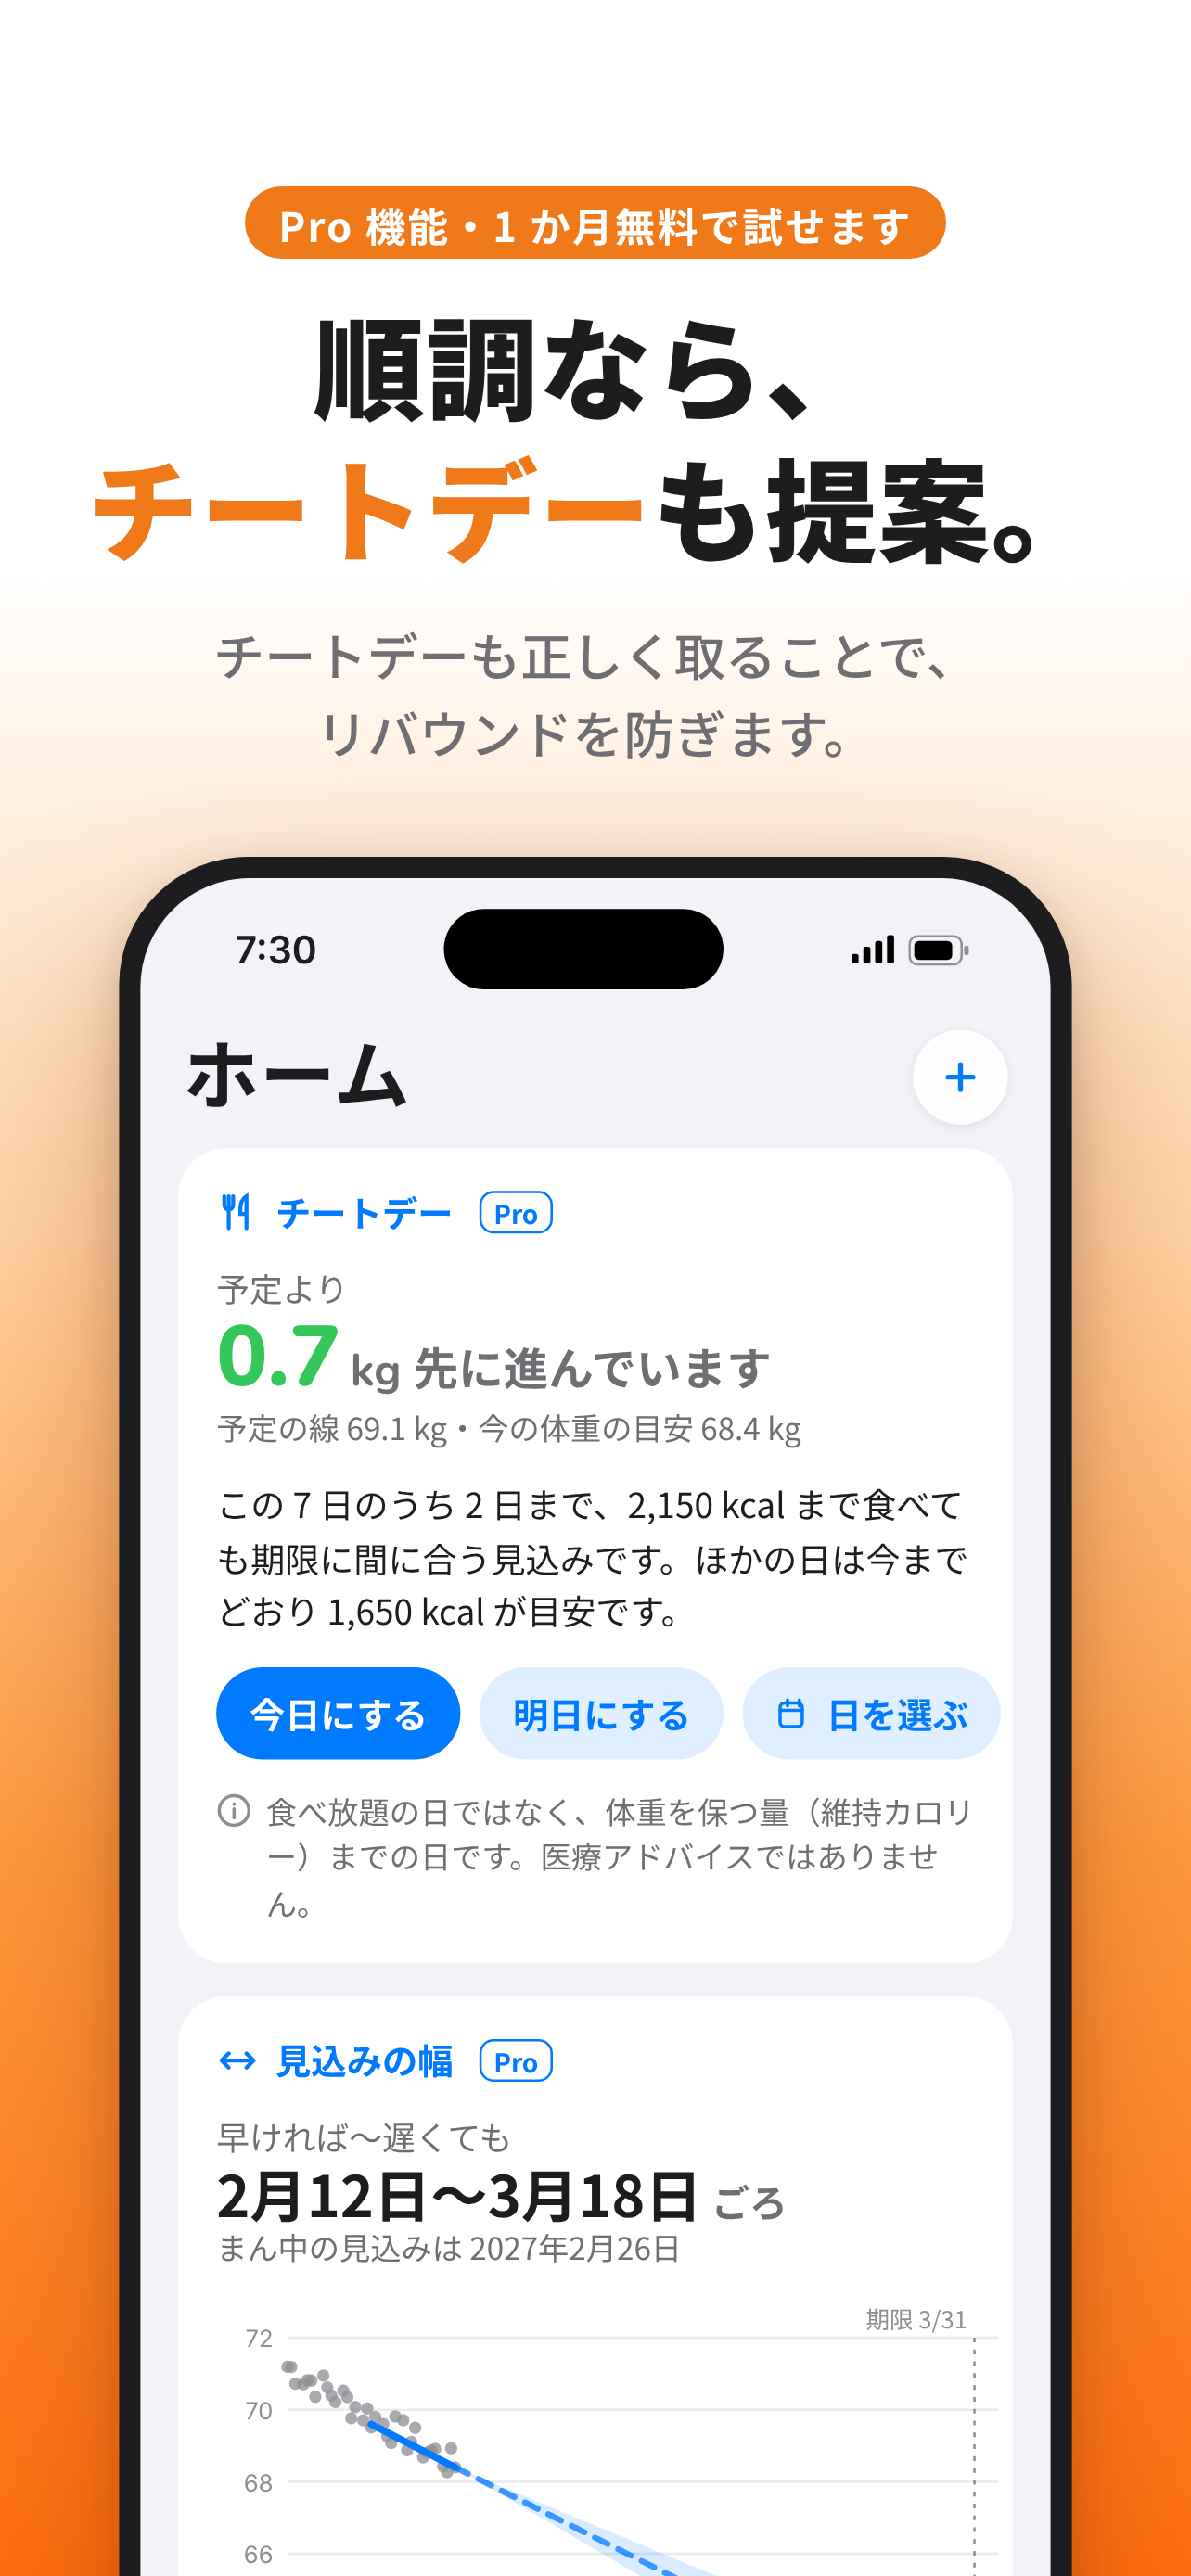 Pro 機能・1 か月無料で試せます
順調なら、
チートデーも提案。
チートデーも正しく取ることで、
リバウンドを防ぎます。
7:30
ホーム
チートデー Pro
予定より
0.7 kg 先に進んでいます
予定の線 69.1 kg・今の体重の目安 68.4 kg
この 7 日のうち 2 日まで、2,150 kcal まで食べて
も期限に間に合う見込みです。ほかの日は今まで
どおり 1,650 kcal が目安です。
今日にする 明日にする 日を選ぶ
食べ放題の日ではなく、体重を保つ量（維持カロリ
ー）までの日です。医療アドバイスではありませ
ん。
見込みの幅 Pro
早ければ〜遅くても
2月12日〜3月18日 ごろ
まん中の見込みは 2027年2月26日
期限 3/31
72
70
68
66